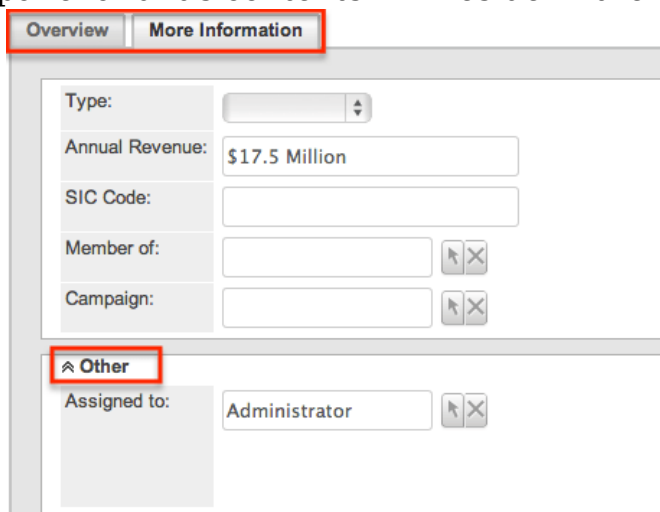 Overview More Information
Type:
Annual Revenue: $17.5 Million
SIC Code:
Member of:
Campaign:
Other
Assigned to: Administrator